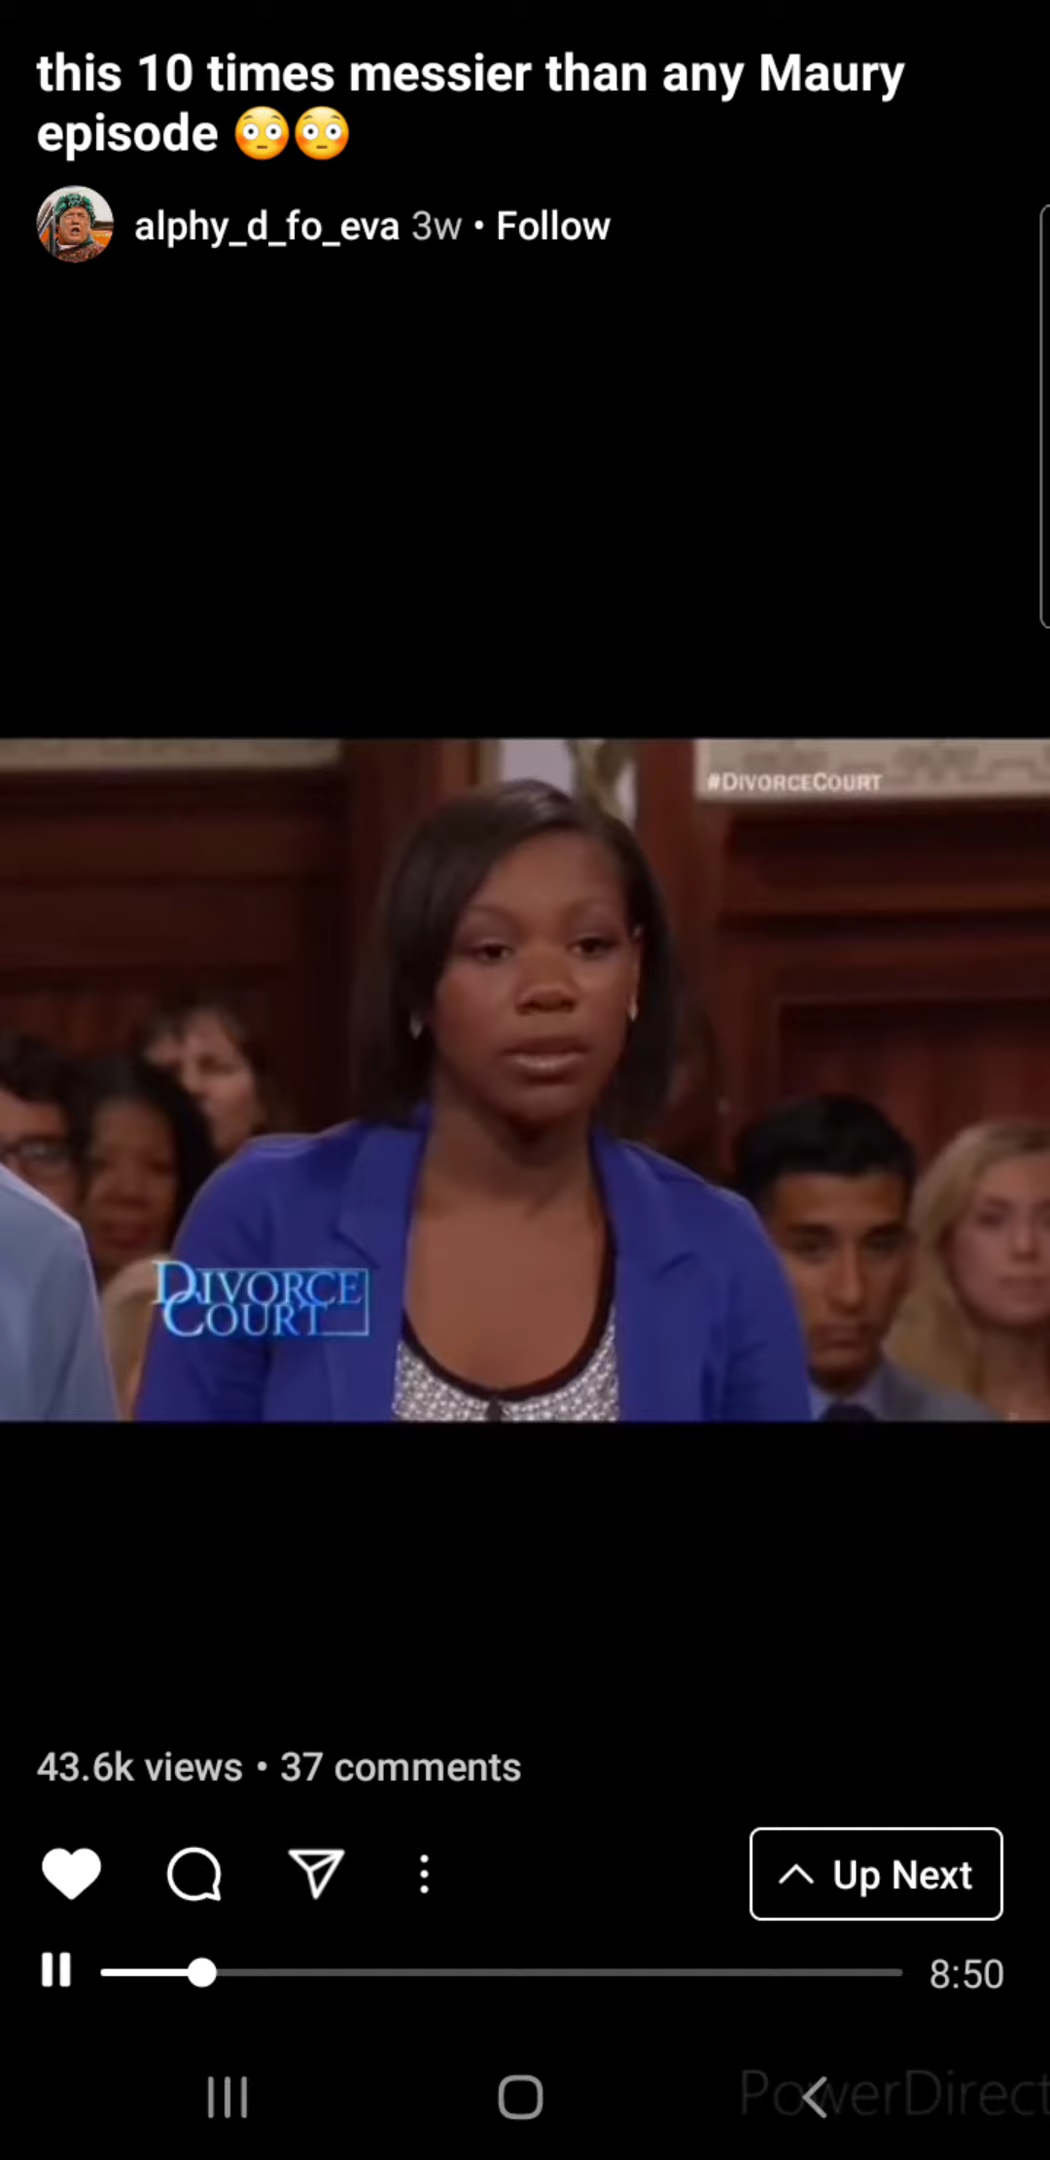 this 10 times messier than any Maury
episode 😳😳
alphy_d_fo_eva 3w • Follow
#DIVORCECOURT
DIVORCE
COURT
43.6k views • 37 comments
Up Next
8:50
PowerDirect